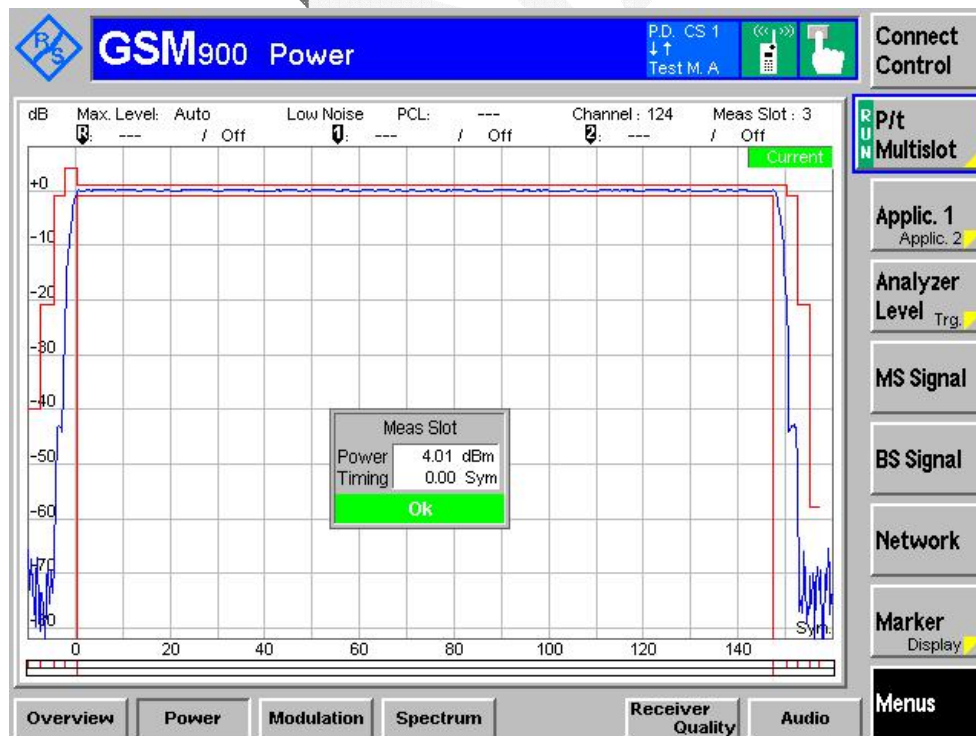 R/S
GSM900 Power
P.D. CS 1
↓↑
Test M. A
Connect
Control
dB Max. Level: Auto Low Noise PCL: --- Channel : 124 Meas Slot : 3
R: --- / Off 1: --- / Off 2: --- / Off
Current
RUN
P/t
Multislot
Applic. 1
Applic. 2
Analyzer
Level Trg.
MS Signal
BS Signal
Network
Marker
Display
Menus
+0
-10
-20
-30
-40
-50
-60
-70
-80
Meas Slot
Power 4.01 dBm
Timing 0.00 Sym
Ok
Sym.
0 20 40 60 80 100 120 140
Overview Power Modulation Spectrum Receiver Quality Audio